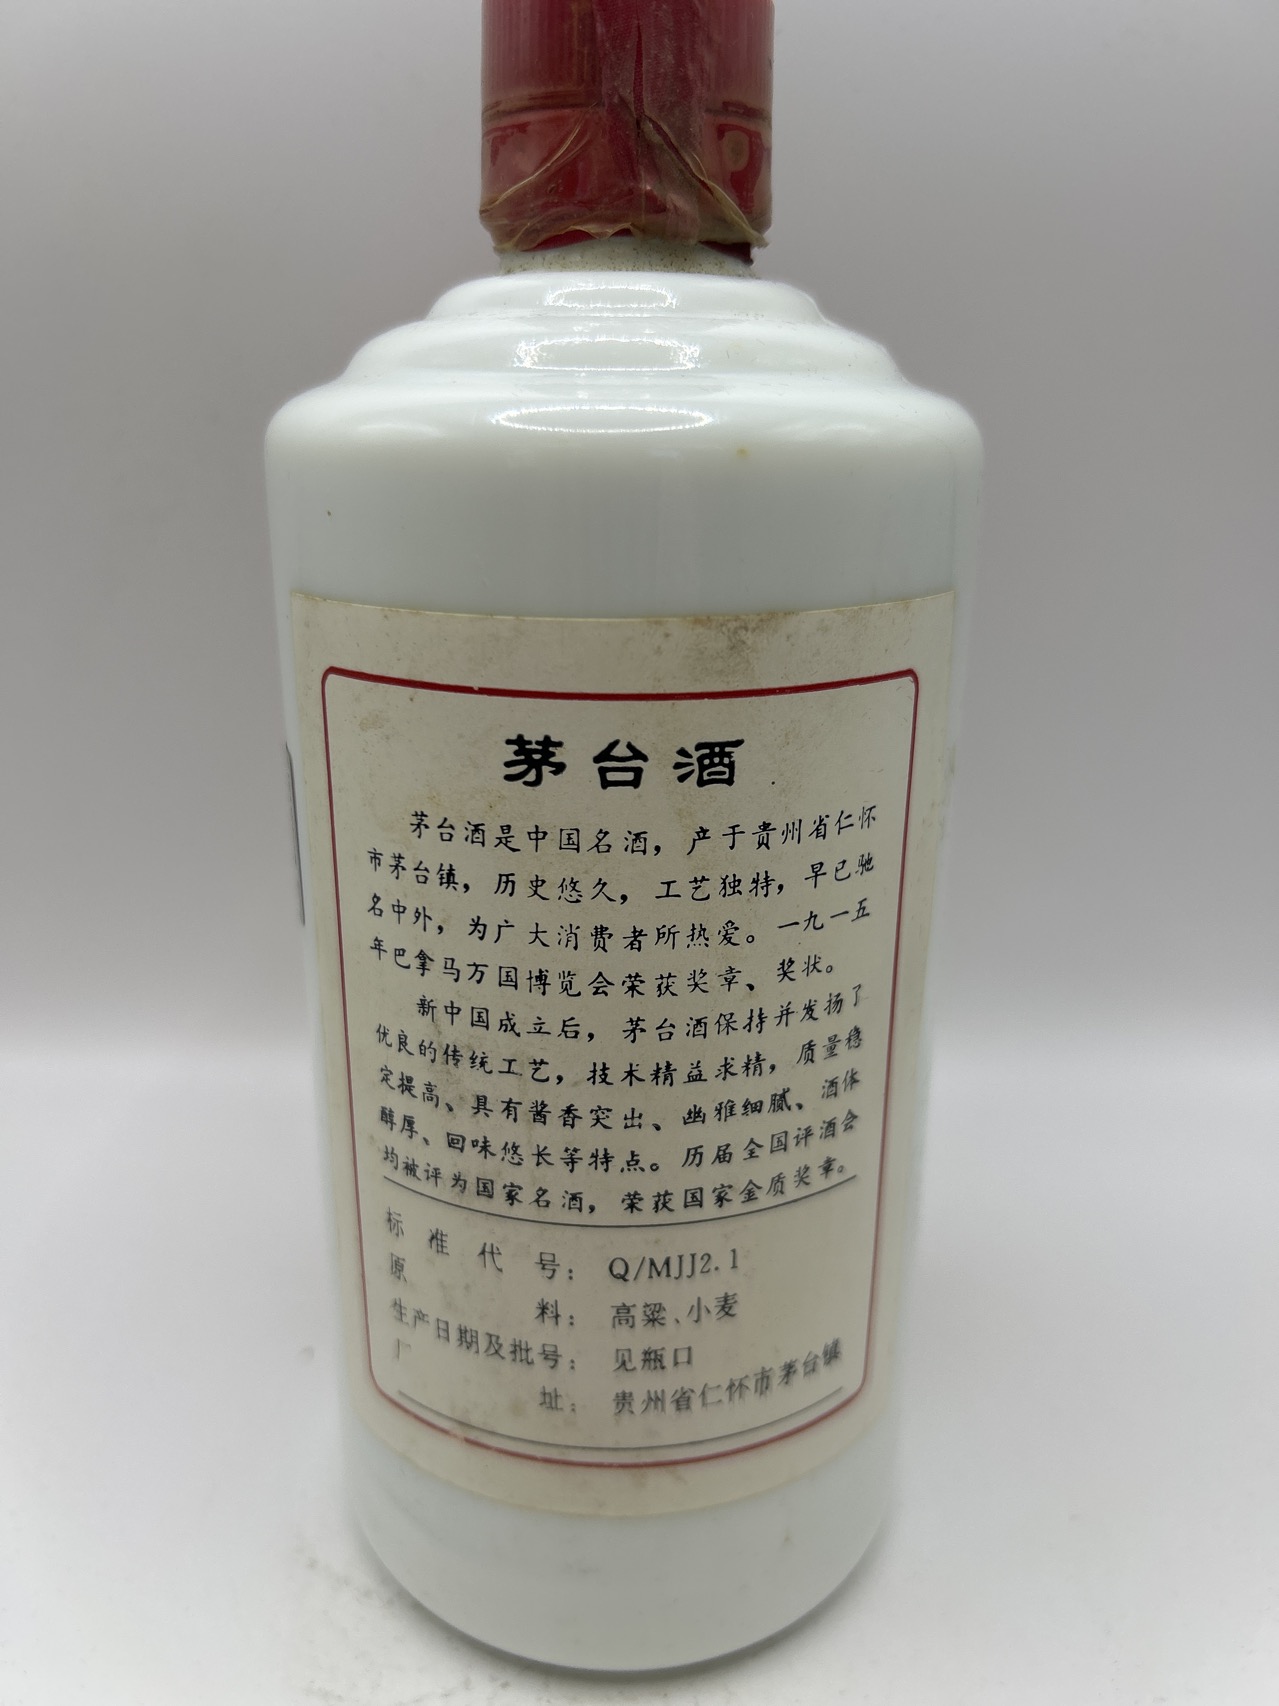 茅台酒
茅台酒是中国名酒，产于贵州省仁怀
市茅台镇，历史悠久，工艺独特，早已驰
名中外，为广大消费者所热爱。一九一五
年巴拿马万国博览会荣获奖章、奖状。
新中国成立后，茅台酒保持并发扬了
优良的传统工艺，技术精益求精，质量稳
定提高、具有酱香突出、幽雅细腻、酒体
醇厚、回味悠长等特点。历届全国评酒会
均被评为国家名酒，荣获国家金质奖章。
标准代号：Q/MJJ2.1
原料：高粱、小麦
生产日期及批号：见瓶口
厂址：贵州省仁怀市茅台镇